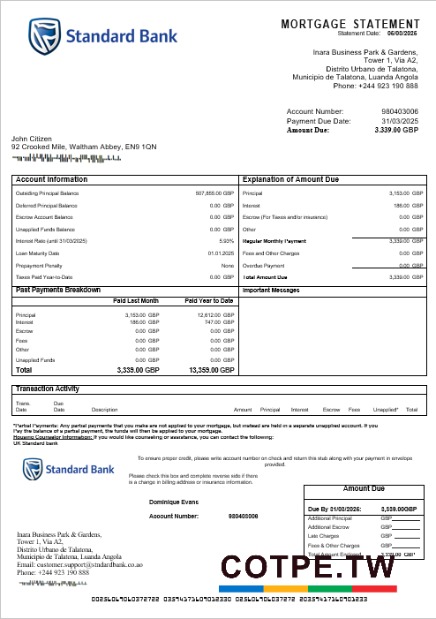 Standard Bank
MORTGAGE STATEMENT
Statement Date: 06/03/2026
Inara Business Park & Gardens,
Tower 1, Via A2,
Distrito Urbano de Talatona,
Municipio de Talatona, Luanda Angola
Phone: +244 923 190 888
Account Number: 980403006
Payment Due Date: 31/03/2025
Amount Due: 3.339.00 GBP
John Citizen
92 Crooked Mile, Waltham Abbey, EN9 1QN
Account Information
Outstding Principal Balance GBP
Deferred Principal Balance 0.00 GBP
Escrow Account Balance 0.00 GBP
Unapplied Funds Balance 0.00 GBP
Interest Rate (until 31/03/2025) 5.93%
Loan Maturity Date 01.01.2025
Prepayment Penalty None
Taxes Paid Year-to-Date 0.00 GBP
Explanation of Amount Due
Principal 3,153.00 GBP
Interest 186.00 GBP
Escrow (For Taxes and/or insurance) 0.00 GBP
Other 0.00 GBP
Regular Monthly Payment 3,339.00 GBP
Fees and Other Charges 0.00 GBP
Overdue Payment 0.00 GBP
Total Amount Due 3,339.00 GBP
Past Payments Breakdown
Paid Last Month Paid Year to Date
Principal 3,153.00 GBP 12,612.00 GBP
Interest 186.00 GBP 747.00 GBP
Escrow 0.00 GBP 0.00 GBP
Fees 0.00 GBP 0.00 GBP
Other 0.00 GBP 0.00 GBP
Unapplied Funds 0.00 GBP 0.00 GBP
Total 3,339.00 GBP 13,359.00 GBP
Important Messages
Transaction Activity
Trans. Date Due Date Description Amount Principal Interest Escrow Fees Unapplied* Total
*Partial Payments: Any partial payments that you make are not applied to your mortgage, but instead are held in a separate unapplied account. If you
Pay the balance of a partial payment, the funds will then be applied to your mortgage.
Housing Counselor Information: If you would like counseling or assistance, you can contact the following:
UK Standard bank
Standard Bank
To ensure proper credit, please write account number on check and return this stub along with your payment in envelope
provided.
Please check this box and complete reverse side if there
is a change in billing address or insurance information.
Dominique Evans
Account Number: 980403006
Amount Due
Due By 31/03/2026: 3,339.00GBP
Additional Principal GBP
Additional Escrow GBP
Late Charges GBP
Fees & Other Charges GBP
Total Amount Enclosed
Inara Business Park & Gardens,
Tower 1, Via A2,
Distrito Urbano de Talatona,
Municipio de Talatona, Luanda Angola
Email: customer.support@standardbank.co.ao
Phone: +244 923 190 888
COTPE.TW